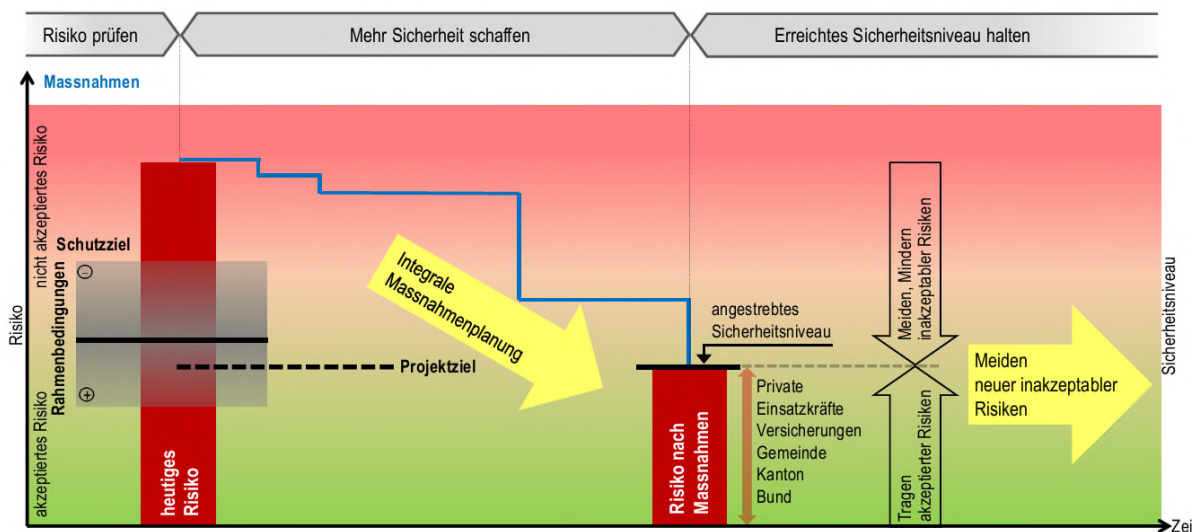 Risiko prüfen
Mehr Sicherheit schaffen
Erreichtes Sicherheitsniveau halten
Massnahmen
Risiko
nicht akzeptiertes Risiko
akzeptiertes Risiko
Schutzziel
Rahmenbedingungen
−
+
heutiges
Risiko
Projektziel
Integrale
Massnahmenplanung
angestrebtes
Sicherheitsniveau
Risiko nach
Massnahmen
Private
Einsatzkräfte
Versicherungen
Gemeinde
Kanton
Bund
Meiden, Mindern
inakzeptabler Risiken
Tragen
akzeptierter Risiken
Meiden
neuer inakzeptabler
Risiken
Sicherheitsniveau
Zei